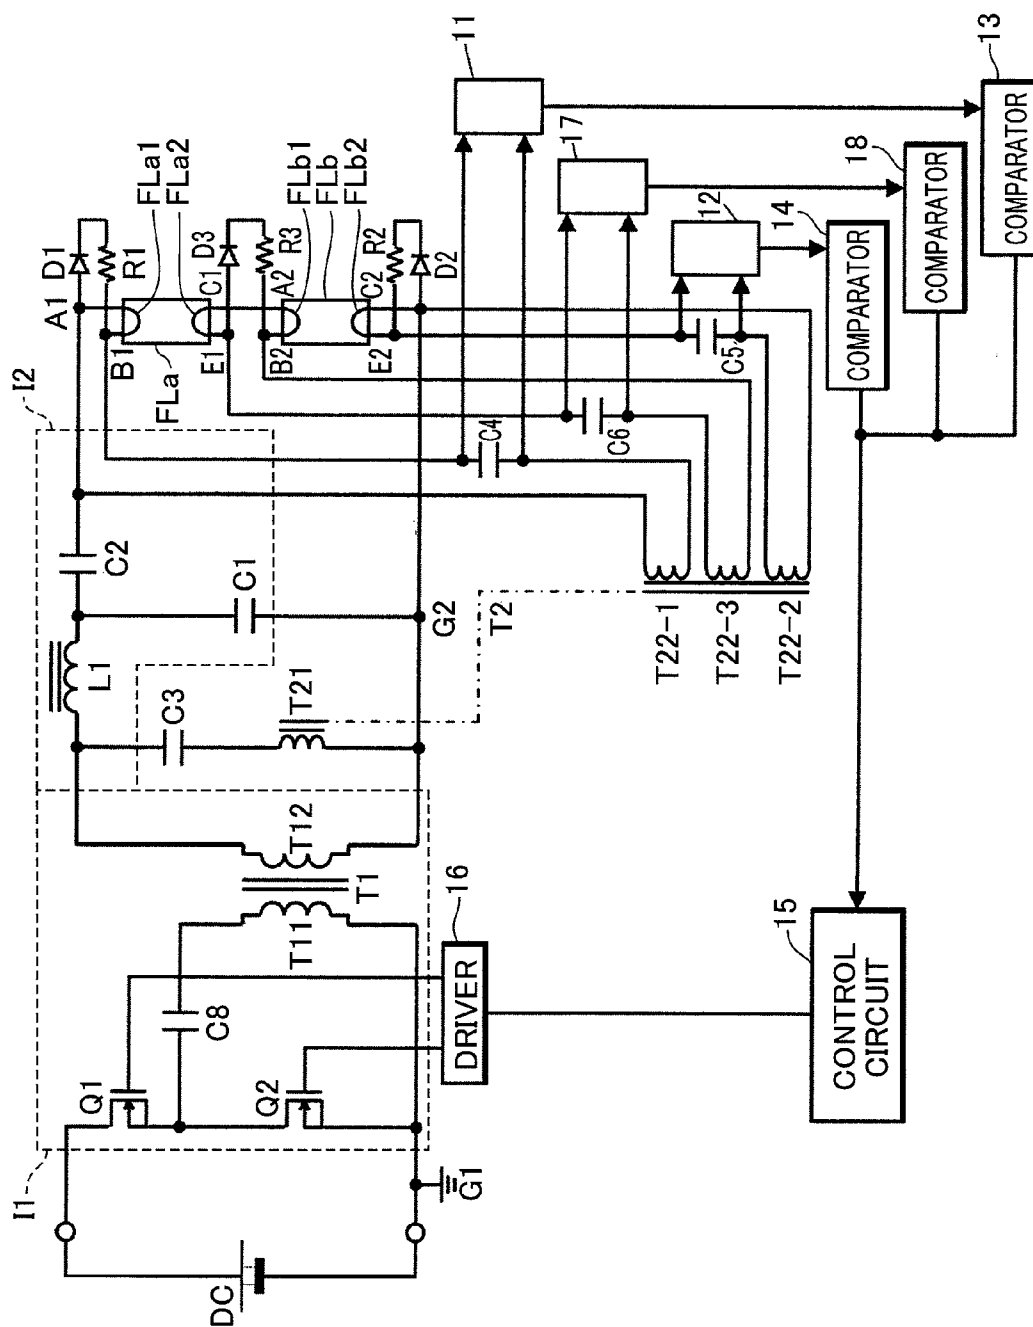 I1
I2
DC
G1
Q1
Q2
C8
T11
T1
T12
DRIVER
16
C3
T21
L1
C2
C1
G2
T2
T22-1
T22-3
T22-2
A1
D1
B1
R1
FLa
FLa1
FLa2
E1
C1
D3
R3
A2
B2
FLb1
FLb
FLb2
C2
E2
R2
D2
C4
C6
C5
11
17
12
14
COMPARATOR
18
COMPARATOR
13
COMPARATOR
15
CONTROL
CIRCUIT